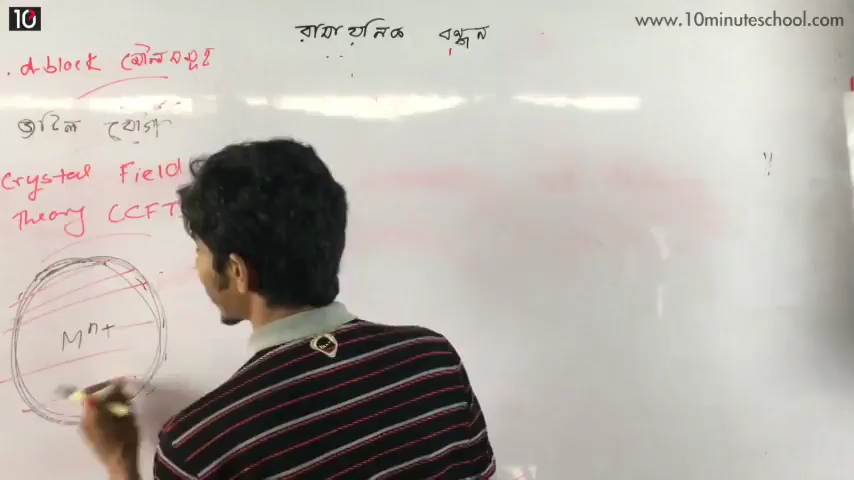 10
www.10minuteschool.com
রাসায়নিক বন্ধন
d-block মৌলসমূহ
জটিল যৌগ
Crystal Field
Theory (CFT
Mⁿ⁺